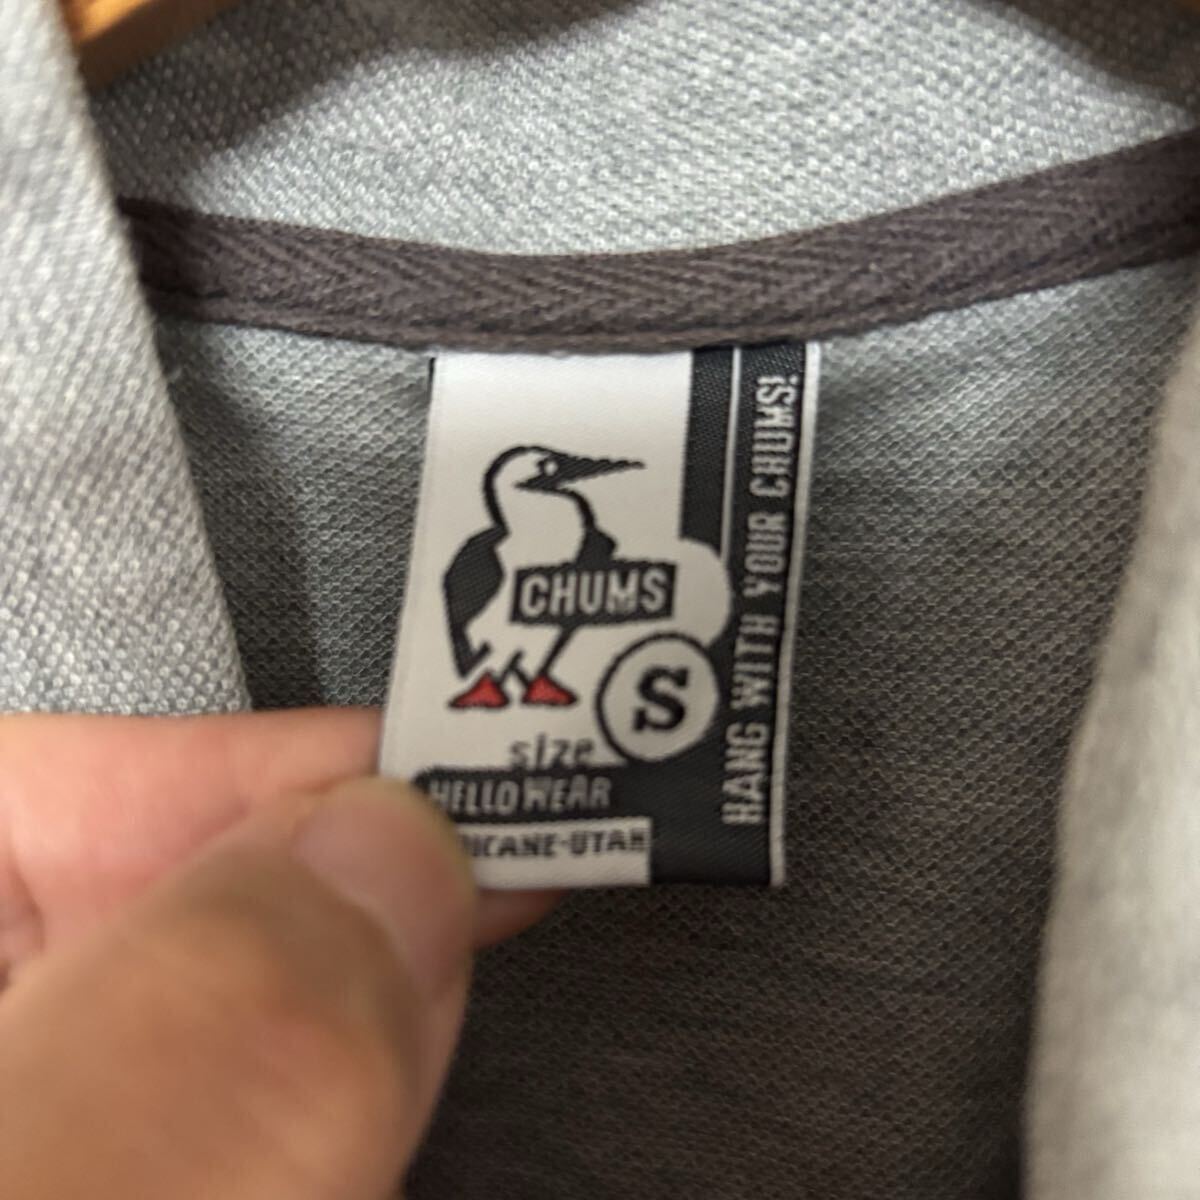 CHUMS
S
size
HELLO WEAR
HANG WITH YOUR CHUMS!